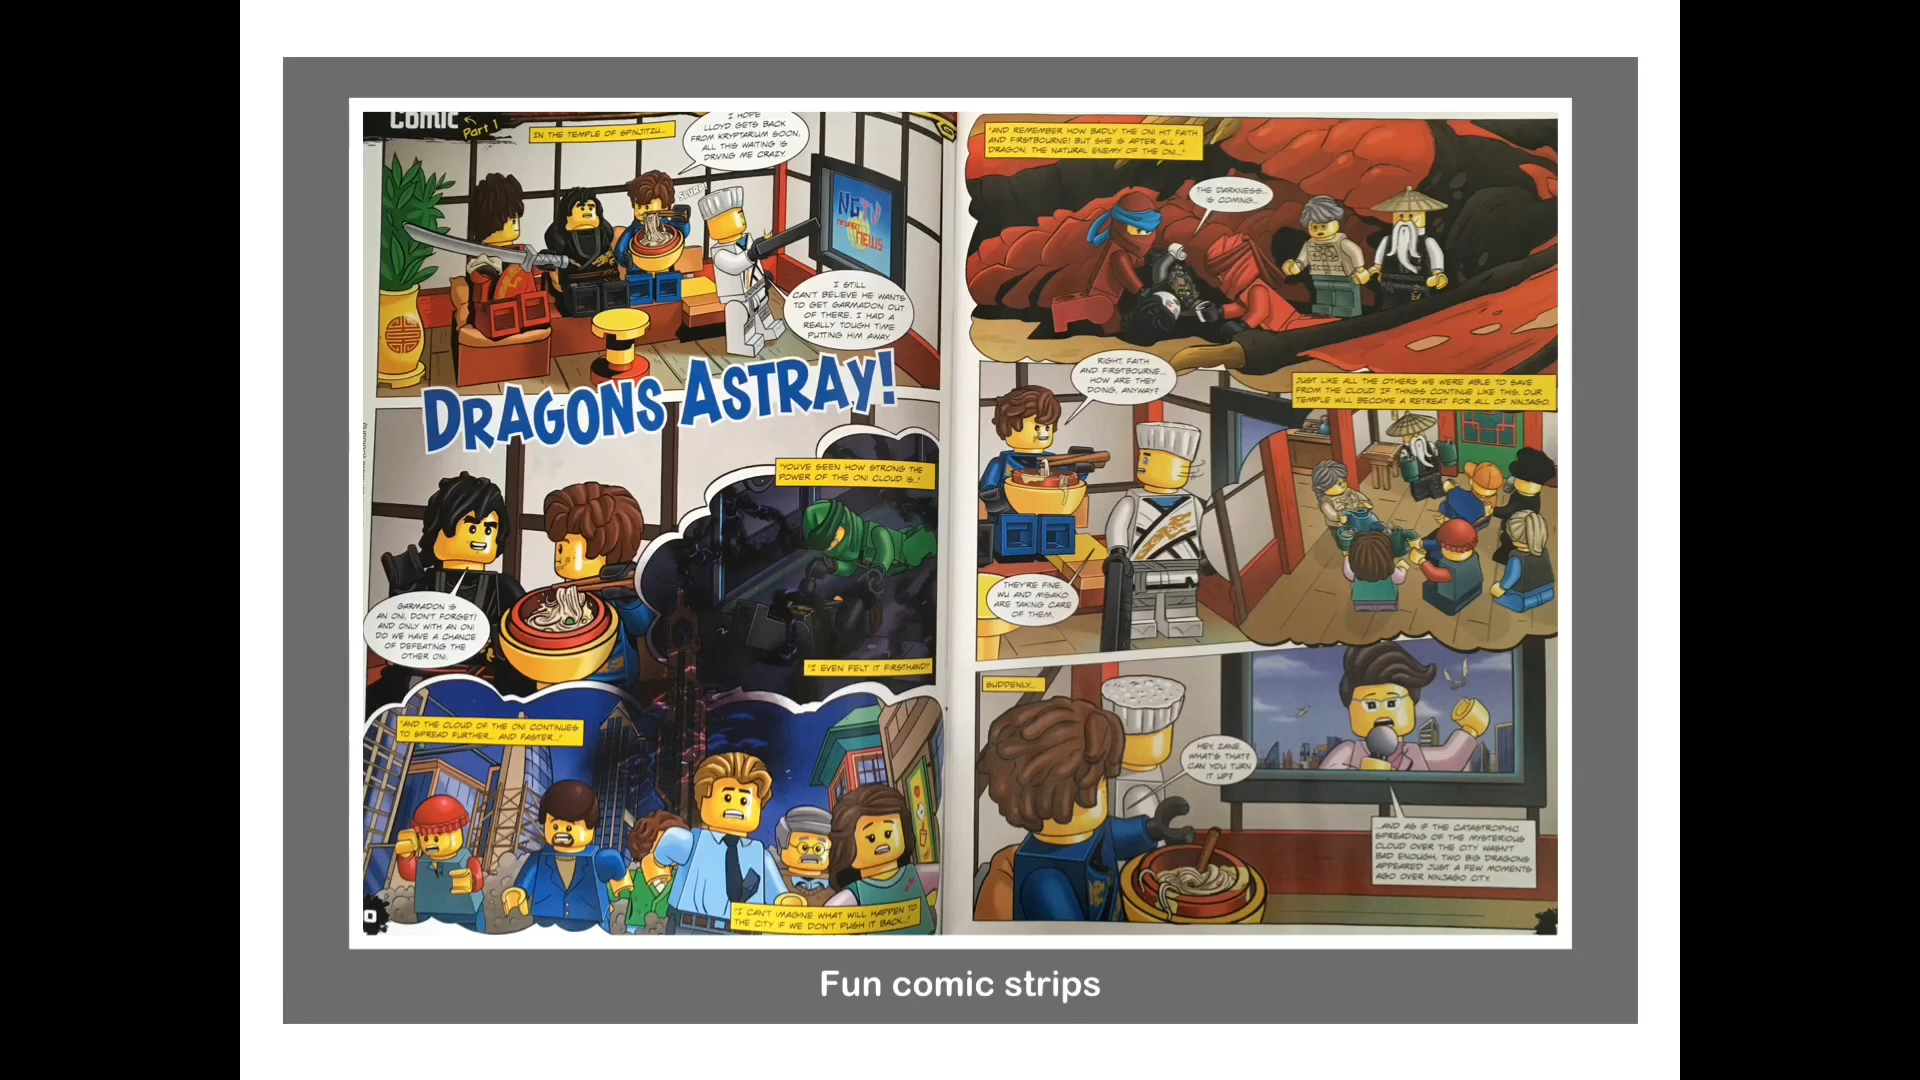 Comic
Part 1
IN THE TEMPLE OF SPINJITZU...
I HOPE
LLOYD GETS BACK
FROM KRYPTARIUM SOON,
ALL THIS WAITING IS
DRIVING ME CRAZY.
SLURP!
NGTV
NEWS
I STILL
CAN'T BELIEVE HE WANTS
TO GET GARMADON OUT
OF THERE. I HAD A
REALLY TOUGH TIME
PUTTING HIM AWAY.
DRAGONS ASTRAY!
"YOU'VE SEEN HOW STRONG THE
POWER OF THE ONI CLOUD IS..."
GARMADON IS
AN ONI, DON'T FORGET!
AND ONLY WITH AN ONI
DO WE HAVE A CHANCE
OF DEFEATING THE
OTHER ONI.
"I EVEN FELT IT FIRSTHAND!"
"AND THE CLOUD OF THE ONI CONTINUES
TO SPREAD FURTHER... AND FASTER..."
"I CAN'T IMAGINE WHAT WILL HAPPEN TO
THE CITY IF WE DON'T PUSH IT BACK..."
"AND REMEMBER HOW BADLY THE ONI HIT FAITH
AND FIRSTBOURNE! BUT SHE IS AFTER ALL A
DRAGON, THE NATURAL ENEMY OF THE ONI..."
THE DARKNESS...
IS COMING...
RIGHT, FAITH
AND FIRSTBOURNE...
HOW ARE THEY
DOING, ANYWAY?
JUST LIKE ALL THE OTHERS WE WERE ABLE TO SAVE
FROM THE CLOUD. IF THINGS CONTINUE LIKE THIS, OUR
TEMPLE WILL BECOME A RETREAT FOR ALL OF NINJAGO.
THEY'RE FINE,
WU AND MISAKO
ARE TAKING CARE
OF THEM.
SUDDENLY...
HEY, ZANE,
WHAT'S THAT?
CAN YOU TURN
IT UP?
...AND AS IF THE CATASTROPHIC
SPREADING OF THE MYSTERIOUS
CLOUD OVER THE CITY WASN'T
BAD ENOUGH, TWO BIG DRAGONS
APPEARED JUST A FEW MOMENTS
AGO OVER NINJAGO CITY.
Fun comic strips